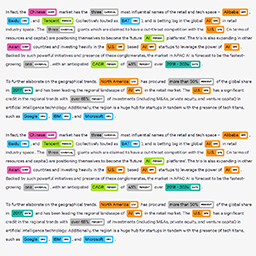 In fact, the Chinese market has the three most influential names of the retail and tech space – Alibaba
, and Tencent (collectively touted as BAT), and is betting big in the global AI in retail
industry space. The three giants which are claimed to have a cut-throat competition with the U.S. (in terms of
resources and capital) are positioning themselves to become the future AI platforms. The trio is also expanding in other
Asian countries and investing heavily in the U.S. based AI startups to leverage the power of AI.
Backed by such powerful initiatives and presence of these conglomerates, the market in APAC AI is forecast to be the fastest-
growing one, with an anticipated CAGR of 45% over 2018 - 2024.
To further elaborate on the geographical trends, North America has procured more than 50% of the global share
in 2017 and has been leading the regional landscape of AI in the retail market. The U.S. has a significant
credit in the regional trends with over 65% of investments (including M&As, private equity, and venture capital) in
artificial intelligence technology. Additionally, the region is a huge hub for startups in tandem with the presence of tech titans,
such as Google, IBM, and Microsoft.
In fact, the Chinese market has the three most influential names of the retail and tech space – Alibaba
, and Tencent (collectively touted as BAT), and is betting big in the global AI in retail
industry space. The three giants which are claimed to have a cut-throat competition with the U.S. (in terms of
resources and capital) are positioning themselves to become the future AI platforms. The trio is also expanding in other
Asian countries and investing heavily in the U.S. based AI startups to leverage the power of AI.
Backed by such powerful initiatives and presence of these conglomerates, the market in APAC AI is forecast to be the fastest-
growing one, with an anticipated CAGR of 45% over 2018 - 2024.
To further elaborate on the geographical trends, North America has procured more than 50% of the global share
in 2017 and has been leading the regional landscape of AI in the retail market. The U.S. has a significant
credit in the regional trends with over 65% of investments (including M&As, private equity, and venture capital) in
artificial intelligence technology. Additionally, the region is a huge hub for startups in tandem with the presence of tech titans,
such as Google, IBM, and Microsoft.